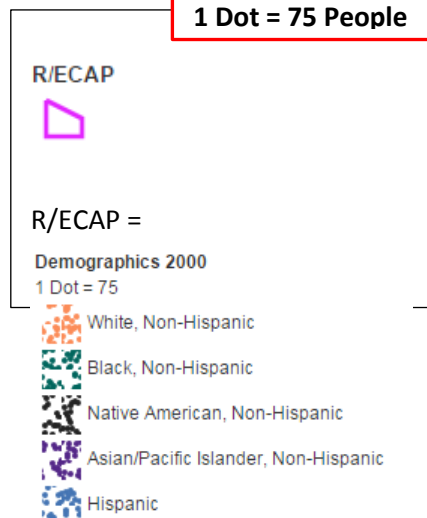 1 Dot = 75 People
R/ECAP
R/ECAP =
Demographics 2000
1 Dot = 75
White, Non-Hispanic
Black, Non-Hispanic
Native American, Non-Hispanic
Asian/Pacific Islander, Non-Hispanic
Hispanic